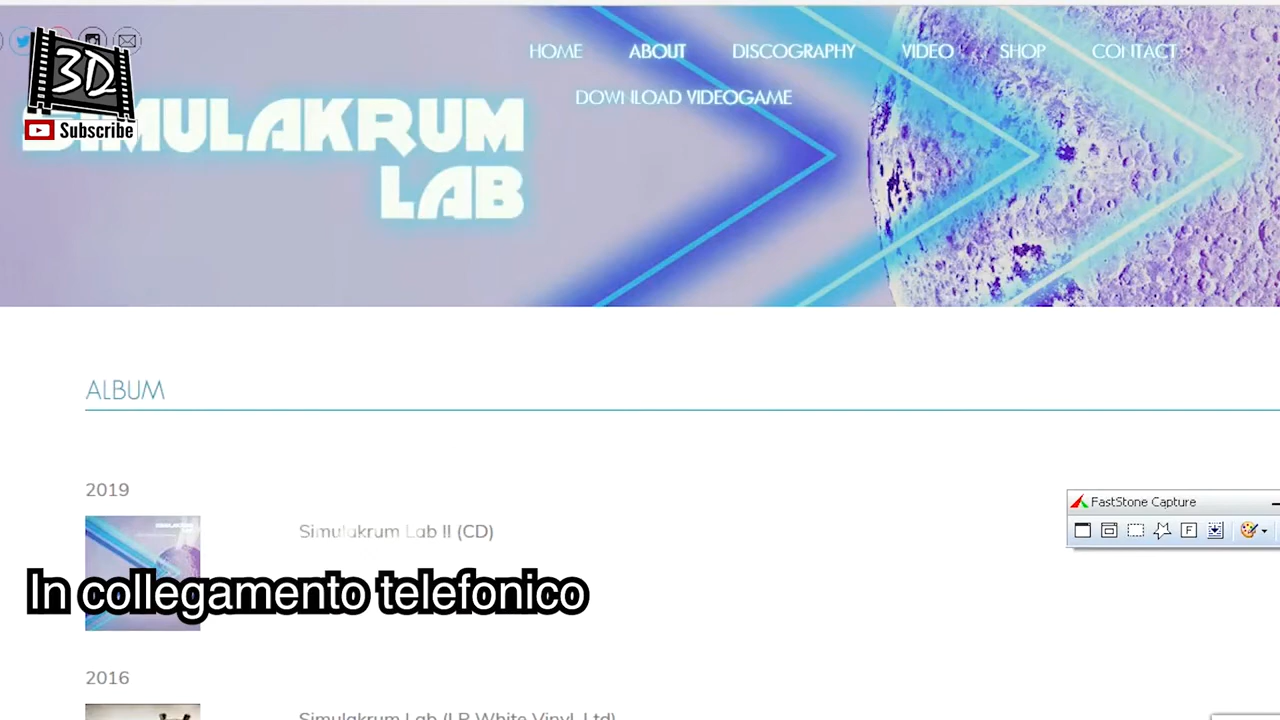 HOME ABOUT DISCOGRAPHY VIDEO SHOP CONTACT
DOWNLOAD VIDEOGAME
3D
Subscribe
SIMULAKRUM
LAB
ALBUM
2019
Simulakrum Lab II (CD)
FastStone Capture
In collegamento telefonico
2016
Simulakrum Lab (LP White Vinyl, Ltd)